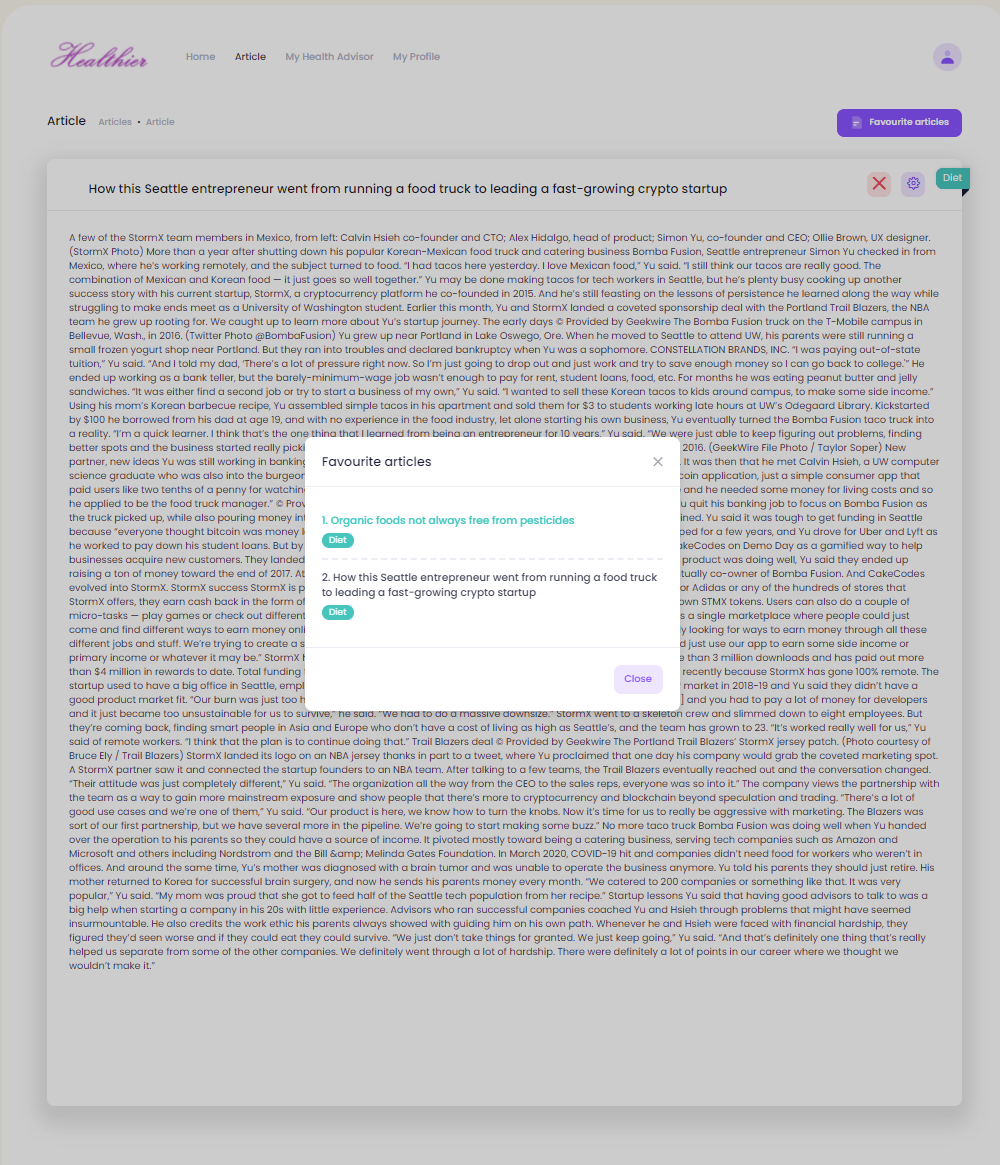 Healthier
Home
Article
My Health Advisor
My Profile
Article
Articles • Article
Favourite articles
How this Seattle entrepreneur went from running a food truck to leading a fast-growing crypto startup
Diet
A few of the StormX team members in Mexico, from left: Calvin Hsieh co-founder and CTO; Alex Hidalgo, head of product; Simon Yu, co-founder and CEO; Ollie Brown, UX designer.
(StormX Photo) More than a year after shutting down his popular Korean-Mexican food truck and catering business Bomba Fusion, Seattle entrepreneur Simon Yu checked in from
Mexico, where he’s working remotely, and the subject turned to food. “I had tacos here yesterday. I love Mexican food,” Yu said. “I still think our tacos are really good. The
combination of Mexican and Korean food — it just goes so well together.” Yu may be done making tacos for tech workers in Seattle, but he’s plenty busy cooking up another
success story with his current startup, StormX, a cryptocurrency platform he co-founded in 2015. And he’s still feasting on the lessons of persistence he learned along the way while
struggling to make ends meet as a University of Washington student. Earlier this month, Yu and StormX landed a coveted sponsorship deal with the Portland Trail Blazers, the NBA
team he grew up rooting for. We caught up to learn more about Yu’s startup journey. The early days © Provided by Geekwire The Bomba Fusion truck on the T-Mobile campus in
Bellevue, Wash., in 2016. (Twitter Photo @BombaFusion) Yu grew up near Portland in Lake Oswego, Ore. When he moved to Seattle to attend UW, his parents were still running a
small frozen yogurt shop near Portland. But they ran into troubles and declared bankruptcy when Yu was a sophomore. CONSTELLATION BRANDS, INC. “I was paying out-of-state
tuition,” Yu said. “And I told my dad, ‘There’s a lot of pressure right now. So I’m just going to drop out and just work and try to save enough money so I can go back to college.’” He
ended up working as a bank teller, but the barely-minimum-wage job wasn’t enough to pay for rent, student loans, food, etc. For months he was eating peanut butter and jelly
sandwiches. “It was either find a second job or try to start a business of my own,” Yu said. “I wanted to sell these Korean tacos to kids around campus, to make some side income.”
Using his mom’s Korean barbecue recipe, Yu assembled simple tacos in his apartment and sold them for $3 to students working late hours at UW’s Odegaard Library. Kickstarted
by $100 he borrowed from his dad at age 19, and with no experience in the food industry, let alone starting his own business, Yu eventually turned the Bomba Fusion taco truck into
a reality. “I’m a quick learner. I think that’s the one thing that I learned from being an entrepreneur for 10 years,” Yu said. “We were just able to keep figuring out problems, finding
better spots and the business started really picki 2016. (GeekWire File Photo / Taylor Soper) New
partner, new ideas Yu was still working in banking It was then that he met Calvin Hsieh, a UW computer
science graduate who was also into the burgeon oin application, just a simple consumer app that
paid users like two tenths of a penny for watchin and he needed some money for living costs and so
he applied to be the food truck manager.” © Prov u quit his banking job to focus on Bomba Fusion as
the truck picked up, while also pouring money int ined. Yu said it was tough to get funding in Seattle
because “everyone thought bitcoin was money l ped for a few years, and Yu drove for Uber and Lyft as
he worked to pay down his student loans. But by akeCodes on Demo Day as a gamified way to help
businesses acquire new customers. They landed product was doing well, Yu said they ended up
raising a ton of money toward the end of 2017. At tually co-owner of Bomba Fusion. And CakeCodes
evolved into StormX. StormX success StormX is p or Adidas or any of the hundreds of stores that
StormX offers, they earn cash back in the form of own STMX tokens. Users can also do a couple of
micro-tasks — play games or check out different s a single marketplace where people could just
come and find different ways to earn money onli ly looking for ways to earn money through all these
different jobs and stuff. We’re trying to create a s d just use our app to earn some side income or
primary income or whatever it may be.” StormX h e than 3 million downloads and has paid out more
than $4 million in rewards to date. Total funding recently because StormX has gone 100% remote. The
startup used to have a big office in Seattle, empl market in 2018-19 and Yu said they didn’t have a
good product market fit. “Our burn was just too h ] and you had to pay a lot of money for developers
and it just became too unsustainable for us to survive,” he said. “We had to do a massive downsize.” StormX went to a skeleton crew and slimmed down to eight employees. But
they’re coming back, finding smart people in Asia and Europe who don’t have a cost of living as high as Seattle’s, and the team has grown to 23. “It’s worked really well for us,” Yu
said of remote workers. “I think that the plan is to continue doing that.” Trail Blazers deal © Provided by Geekwire The Portland Trail Blazers’ StormX jersey patch. (Photo courtesy of
Bruce Ely / Trail Blazers) StormX landed its logo on an NBA jersey thanks in part to a tweet, where Yu proclaimed that one day his company would grab the coveted marketing spot.
A StormX partner saw it and connected the startup founders to an NBA team. After talking to a few teams, the Trail Blazers eventually reached out and the conversation changed.
“Their attitude was just completely different,” Yu said. “The organization all the way from the CEO to the sales reps, everyone was so into it.” The company views the partnership with
the team as a way to gain more mainstream exposure and show people that there’s more to cryptocurrency and blockchain beyond speculation and trading. “There’s a lot of
good use cases and we’re one of them,” Yu said. “Our product is here, we know how to turn the knobs. Now it’s time for us to really be aggressive with marketing. The Blazers was
sort of our first partnership, but we have several more in the pipeline. We’re going to start making some buzz.” No more taco truck Bomba Fusion was doing well when Yu handed
over the operation to his parents so they could have a source of income. It pivoted mostly toward being a catering business, serving tech companies such as Amazon and
Microsoft and others including Nordstrom and the Bill &amp; Melinda Gates Foundation. In March 2020, COVID-19 hit and companies didn’t need food for workers who weren’t in
offices. And around the same time, Yu’s mother was diagnosed with a brain tumor and was unable to operate the business anymore. Yu told his parents they should just retire. His
mother returned to Korea for successful brain surgery, and now he sends his parents money every month. “We catered to 200 companies or something like that. It was very
popular,” Yu said. “My mom was proud that she got to feed half of the Seattle tech population from her recipe.” Startup lessons Yu said that having good advisors to talk to was a
big help when starting a company in his 20s with little experience. Advisors who ran successful companies coached Yu and Hsieh through problems that might have seemed
insurmountable. He also credits the work ethic his parents always showed with guiding him on his own path. Whenever he and Hsieh were faced with financial hardship, they
figured they’d seen worse and if they could eat they could survive. “We just don’t take things for granted. We just keep going,” Yu said. “And that’s definitely one thing that’s really
helped us separate from some of the other companies. We definitely went through a lot of hardship. There were definitely a lot of points in our career where we thought we
wouldn’t make it.”
Favourite articles
1. Organic foods not always free from pesticides
Diet
2. How this Seattle entrepreneur went from running a food truck
to leading a fast-growing crypto startup
Diet
Close